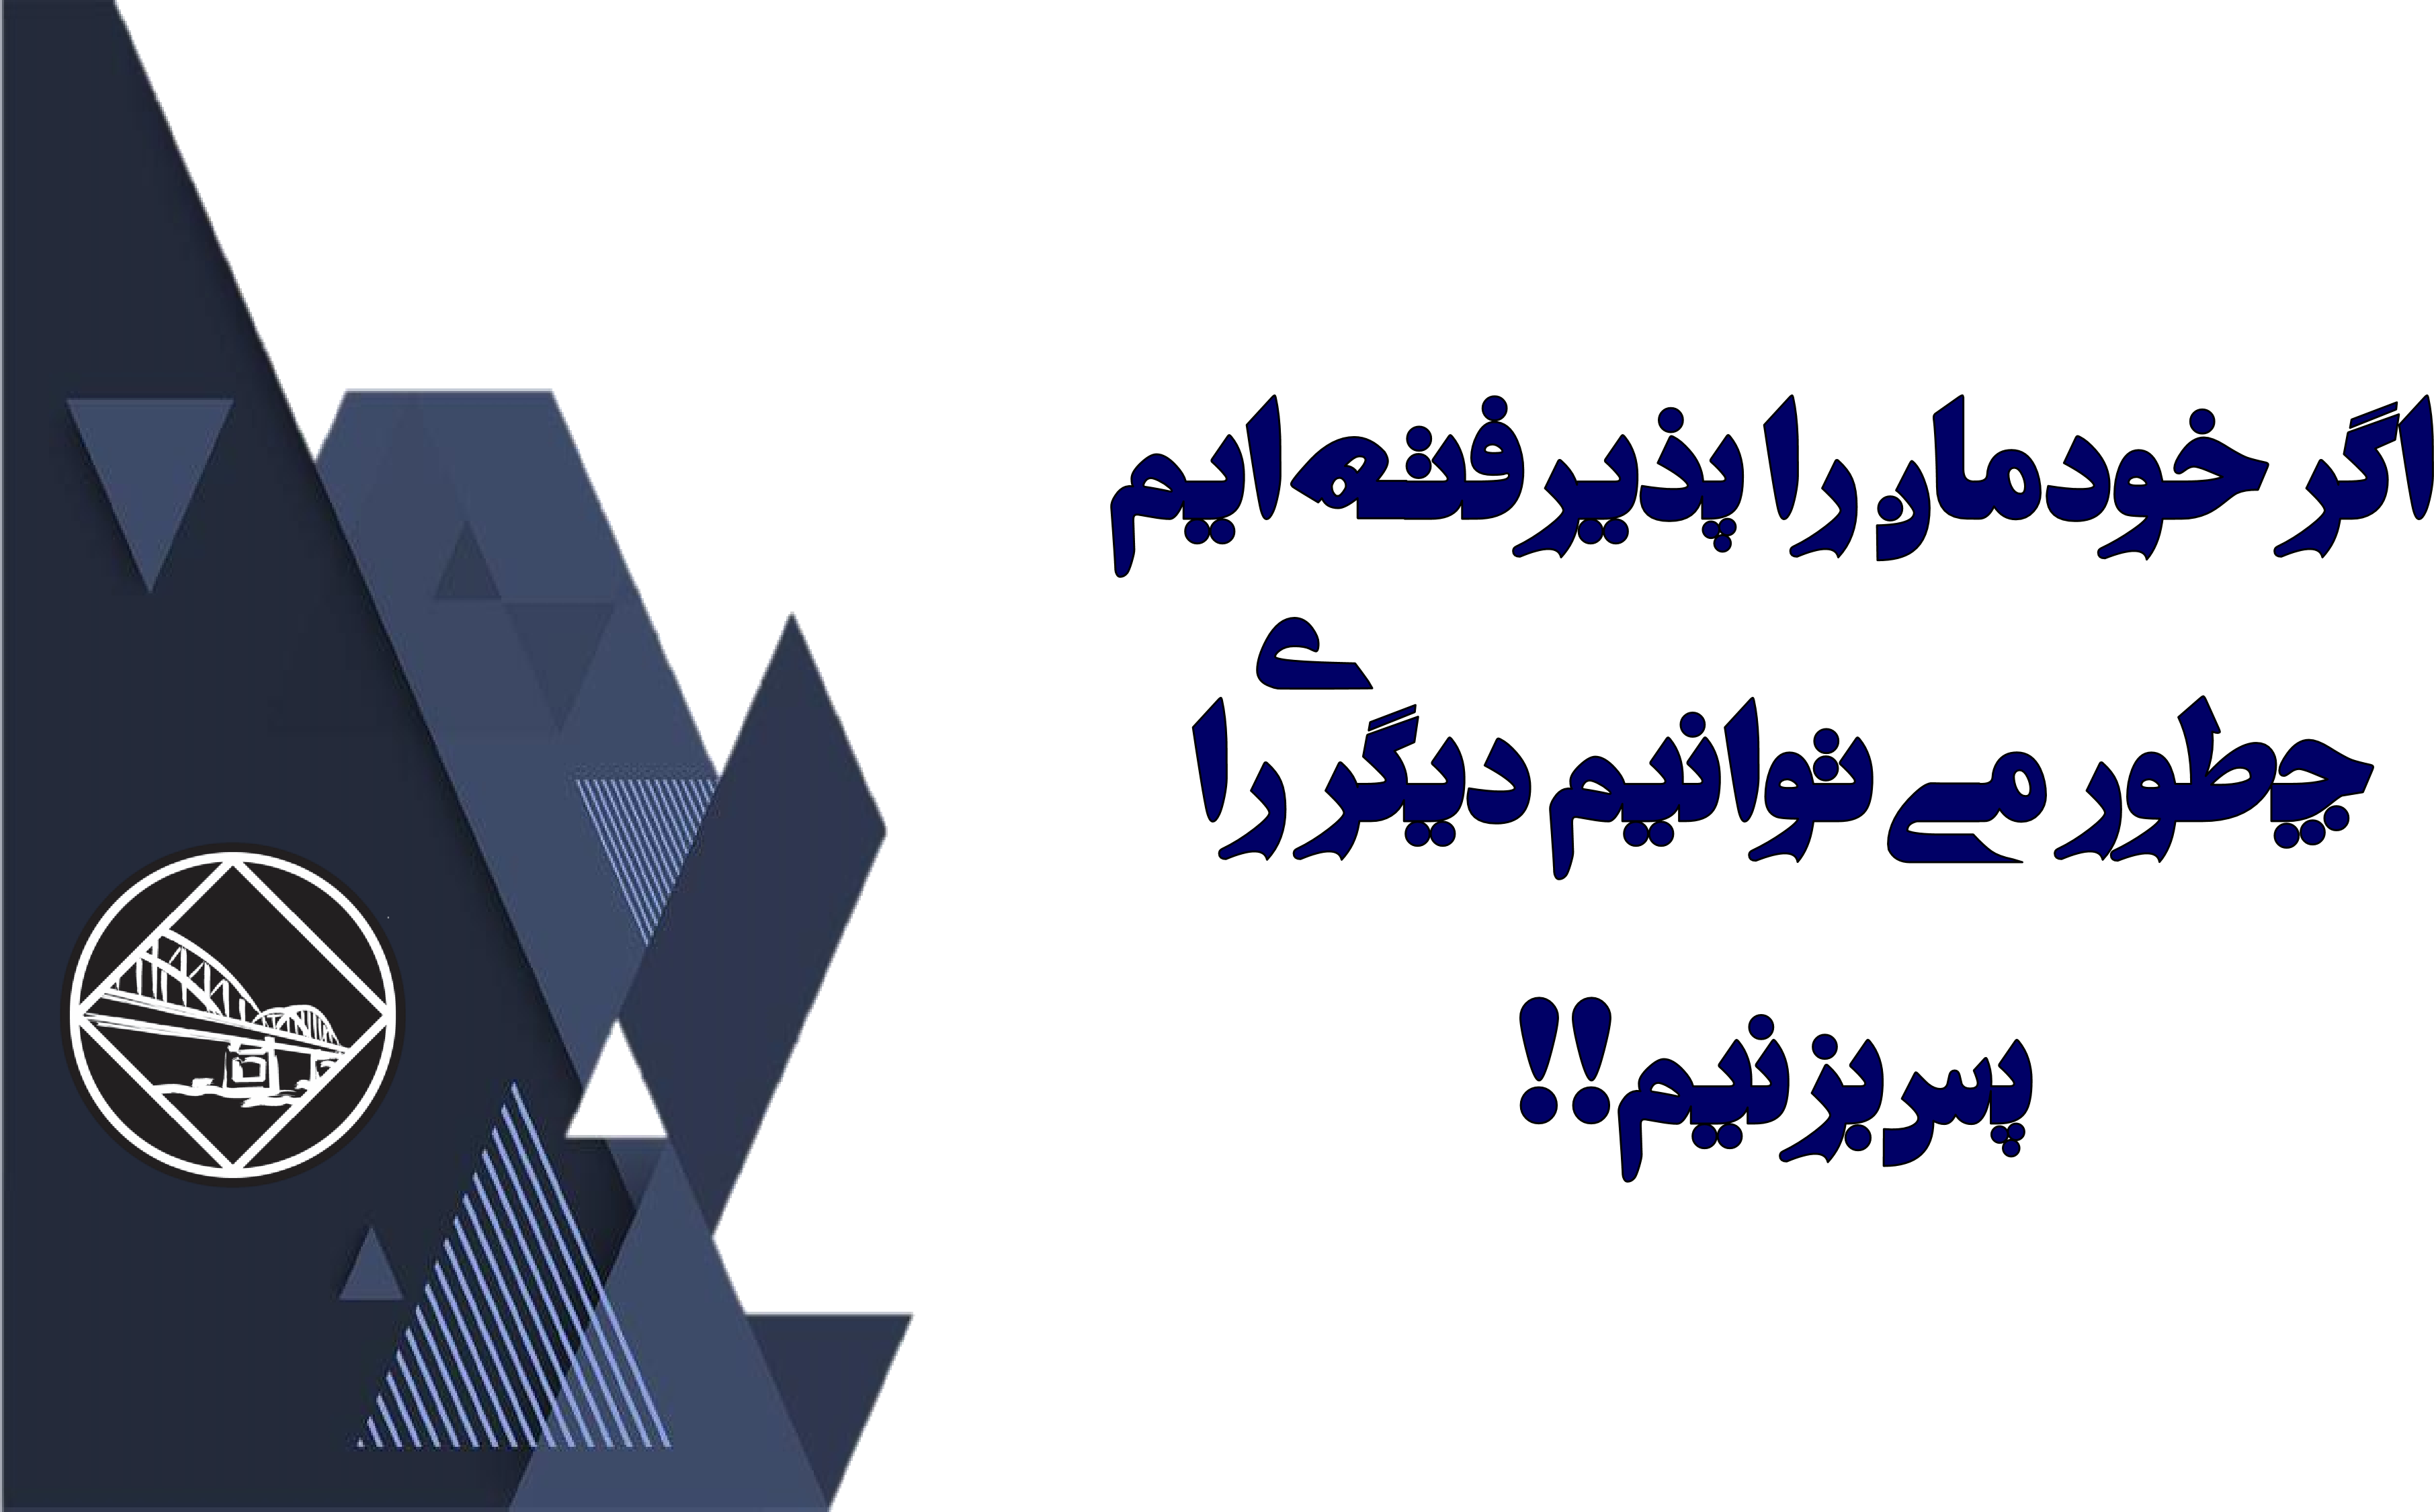 اگر خودمان را پذیرفته ایم
چطور می توانیم دیگری را
پس بزنیم!!